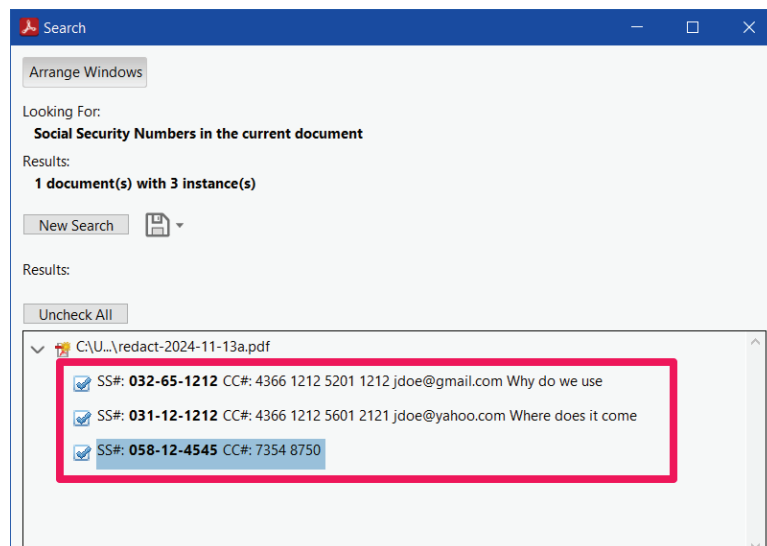 Search
Arrange Windows
Looking For:
Social Security Numbers in the current document
Results:
1 document(s) with 3 instance(s)
New Search
Results:
Uncheck All
C:\U...\redact-2024-11-13a.pdf
SS#: 032-65-1212 CC#: 4366 1212 5201 1212 jdoe@gmail.com Why do we use
SS#: 031-12-1212 CC#: 4366 1212 5601 2121 jdoe@yahoo.com Where does it come
SS#: 058-12-4545 CC#: 7354 8750